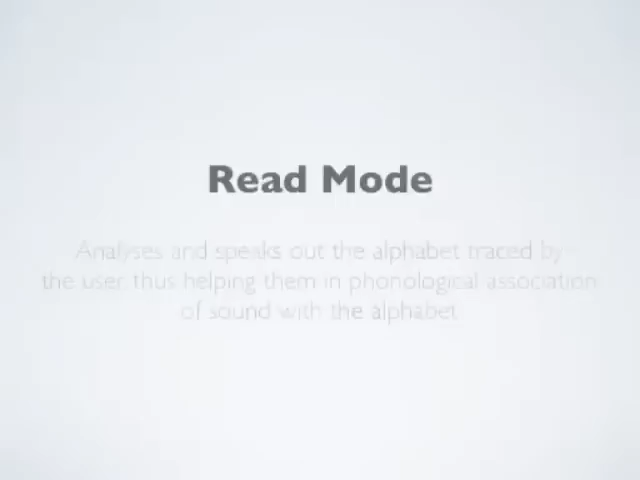 Read Mode
Analyses and speaks out the alphabet traced by
the user thus helping them in phonological association
of sound with the alphabet